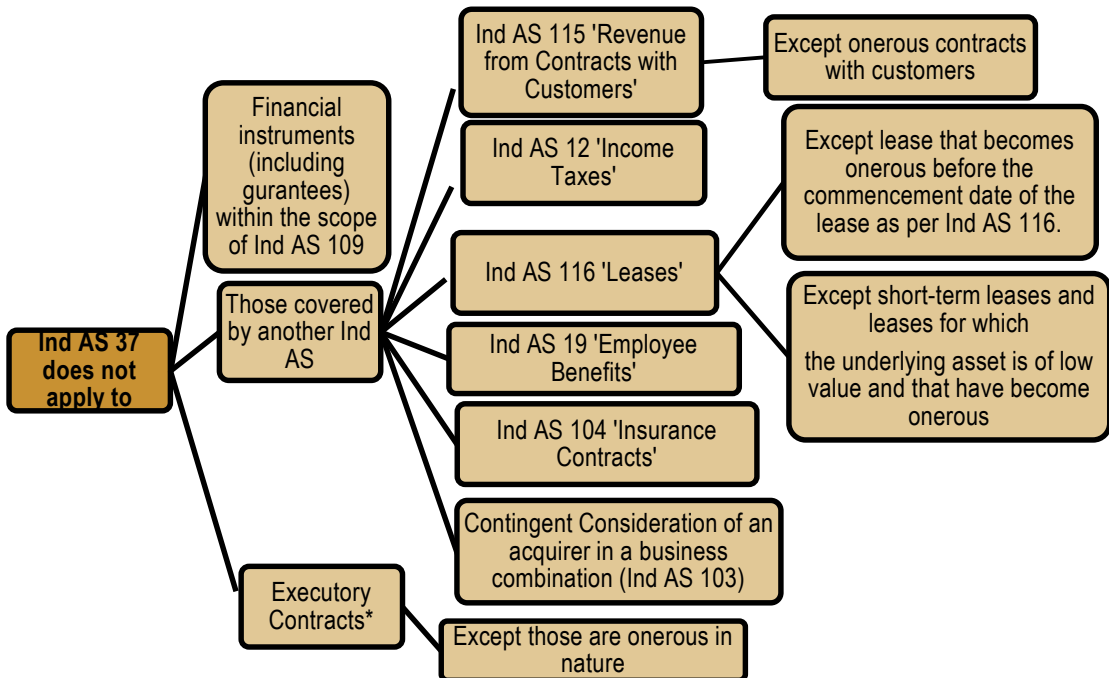 Ind AS 37
does not
apply to
Financial
instruments
(including
gurantees)
within the scope
of Ind AS 109
Those covered
by another Ind
AS
Ind AS 115 'Revenue
from Contracts with
Customers'
Except onerous contracts
with customers
Ind AS 12 'Income
Taxes'
Ind AS 116 'Leases'
Except lease that becomes
onerous before the
commencement date of the
lease as per Ind AS 116.
Except short-term leases and
leases for which
the underlying asset is of low
value and that have become
onerous
Ind AS 19 'Employee
Benefits'
Ind AS 104 'Insurance
Contracts'
Contingent Consideration of an
acquirer in a business
combination (Ind AS 103)
Executory
Contracts*
Except those are onerous in
nature